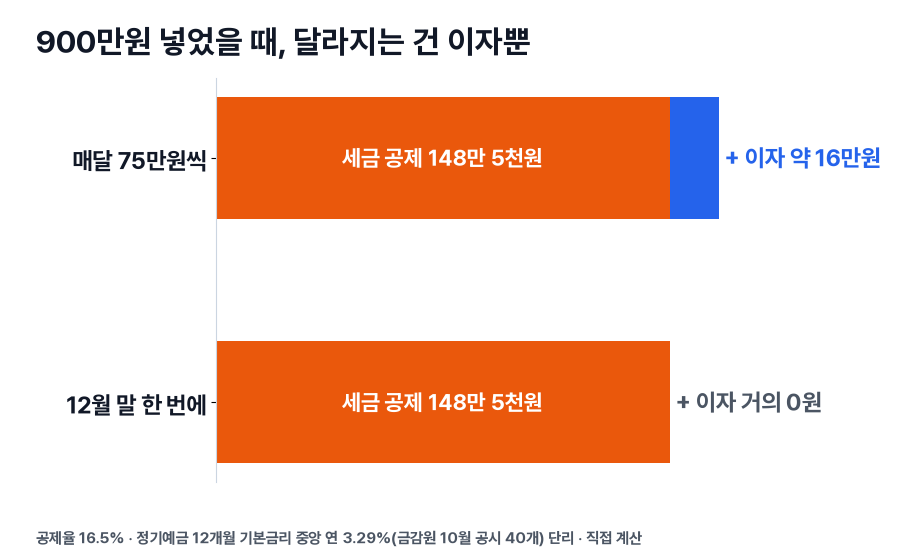 900만원 넣었을 때, 달라지는 건 이자뿐
매달 75만원씩
세금 공제 148만 5천원
+ 이자 약 16만원
12월 말 한 번에
세금 공제 148만 5천원
+ 이자 거의 0원
공제율 16.5% · 정기예금 12개월 기본금리 중앙 연 3.29%(금감원 10월 공시 40개) 단리 · 직접 계산